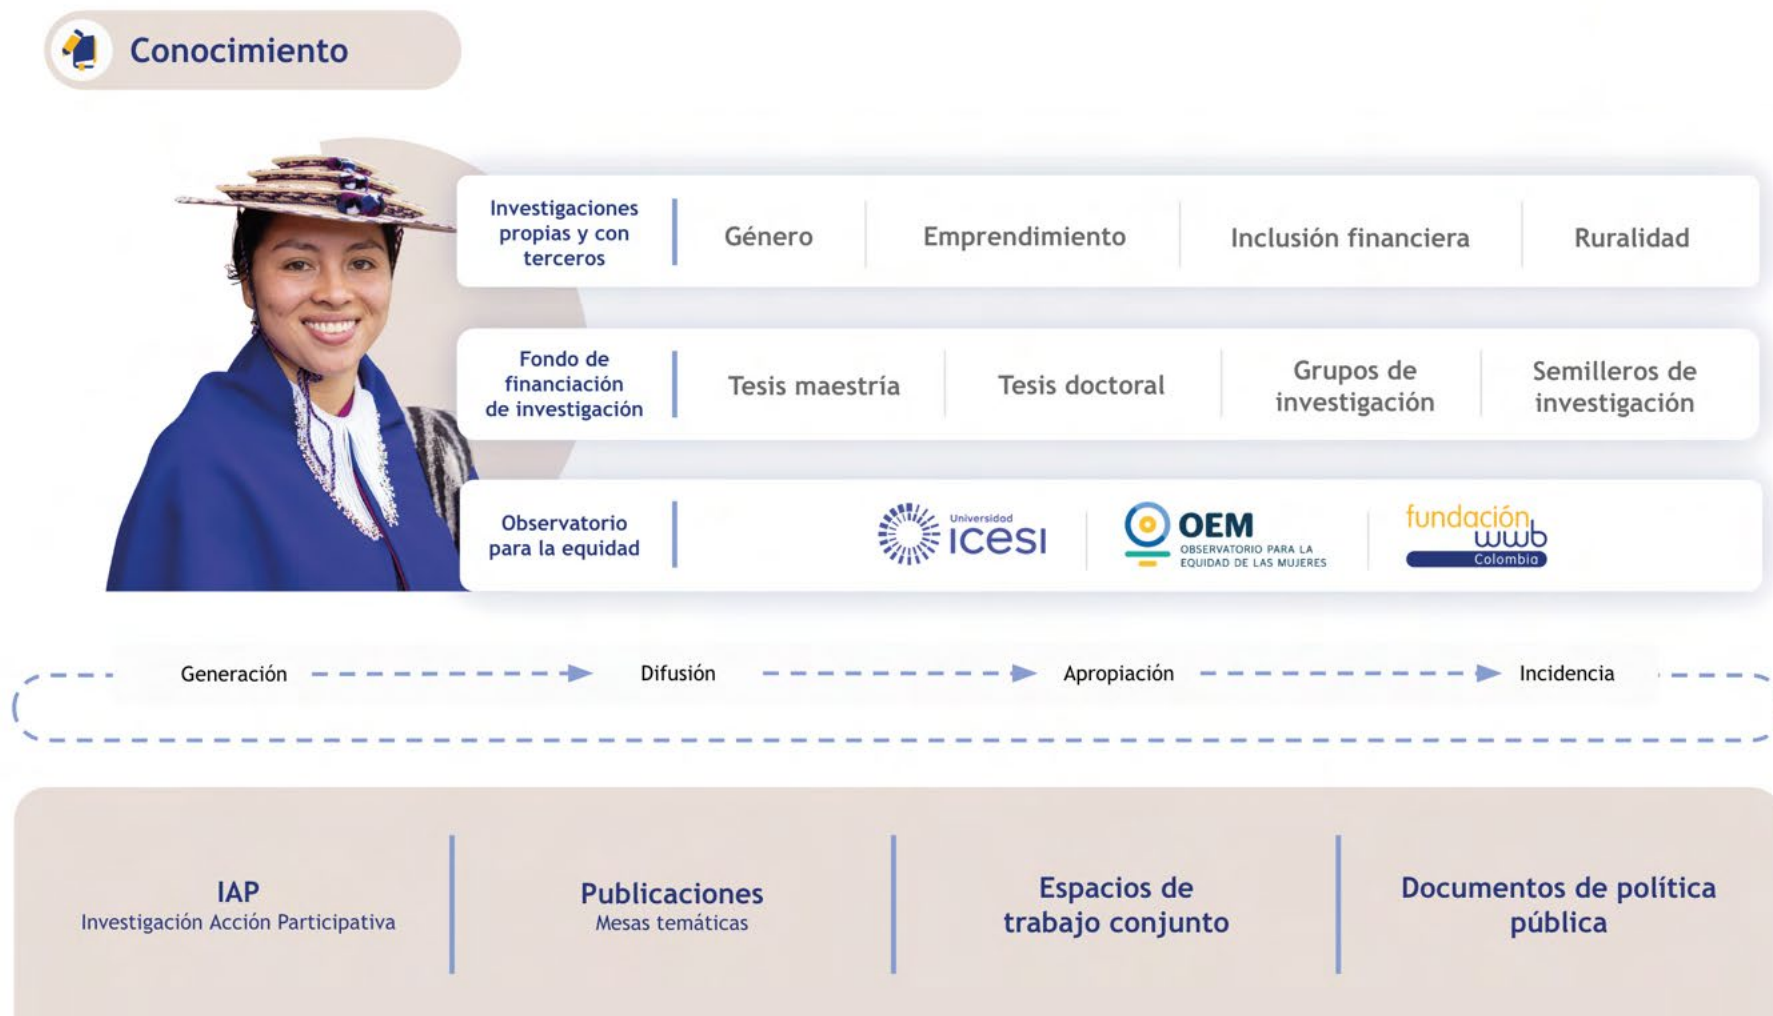 Conocimiento
Investigaciones
propias y con
terceros
Género
Emprendimiento
Inclusión financiera
Ruralidad
Fondo de
financiación
de investigación
Tesis maestría
Tesis doctoral
Grupos de
investigación
Semilleros de
investigación
Observatorio
para la equidad
Universidad
icesi
OEM
OBSERVATORIO PARA LA
EQUIDAD DE LAS MUJERES
fundación
wwb
Colombia
Generación
Difusión
Apropiación
Incidencia
IAP
Investigación Acción Participativa
Publicaciones
Mesas temáticas
Espacios de
trabajo conjunto
Documentos de política
pública